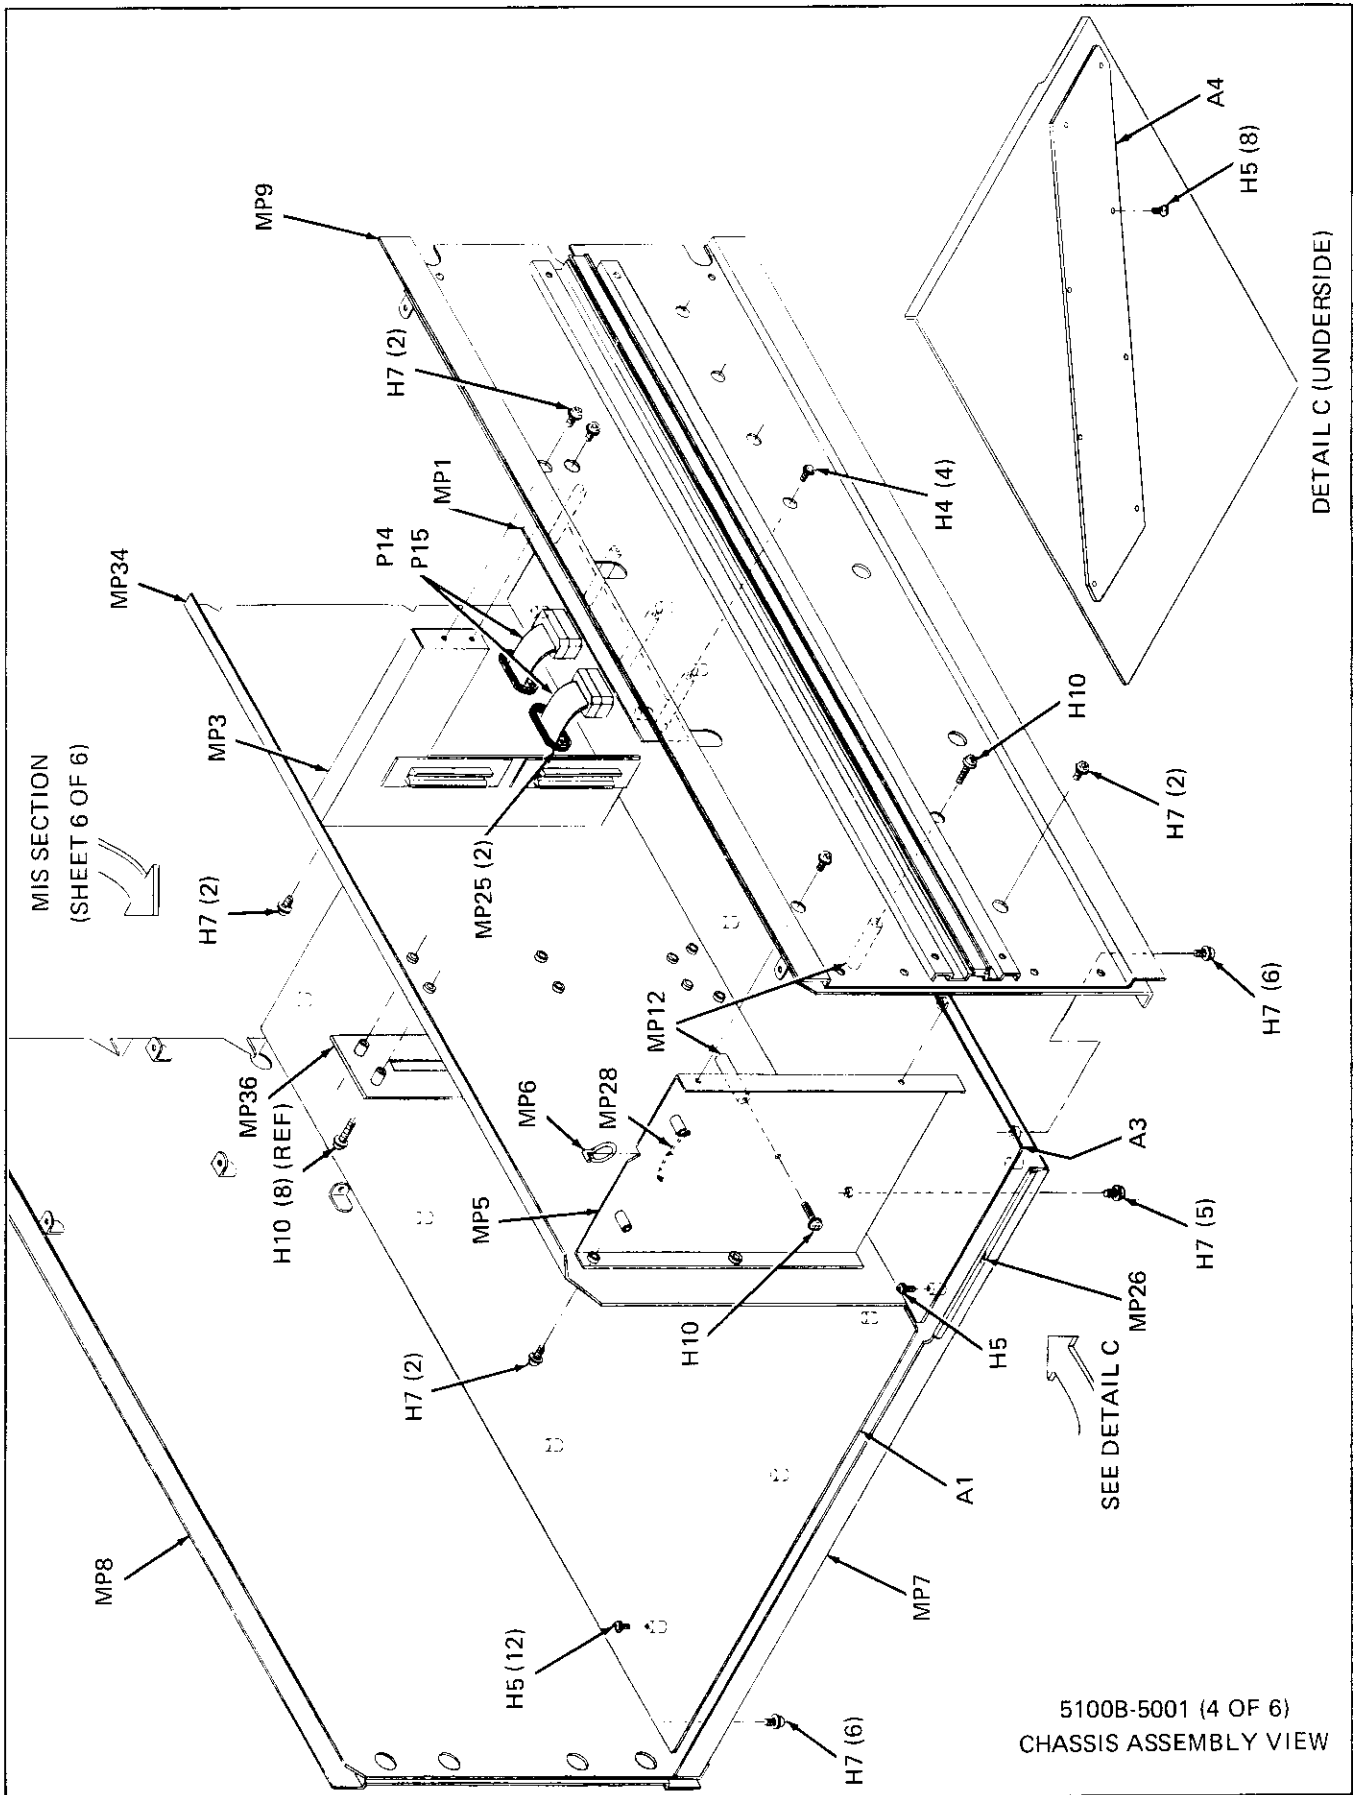 MIS SECTION
(SHEET 6 OF 6)
MP8
H5 (12)
H7 (6)
H7 (2)
MP34
MP3
MP36
H10 (8) (REF)
MP5
MP6
MP28
H7 (2)
H10
MP12
MP25 (2)
P14
P15
MP1
H7 (2)
MP9
H4 (4)
H10
H7 (2)
H7 (6)
A3
H7 (5)
MP26
H5
SEE DETAIL C
A1
MP7
A4
H5 (8)
DETAIL C (UNDERSIDE)
5100B-5001 (4 OF 6)
CHASSIS ASSEMBLY VIEW